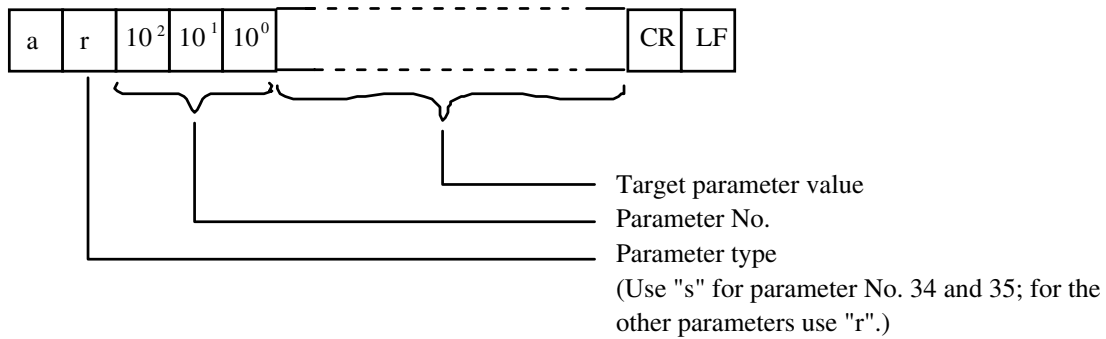 a r 10² 10¹ 10⁰ CR LF
Target parameter value
Parameter No.
Parameter type
(Use "s" for parameter No. 34 and 35; for the
other parameters use "r".)